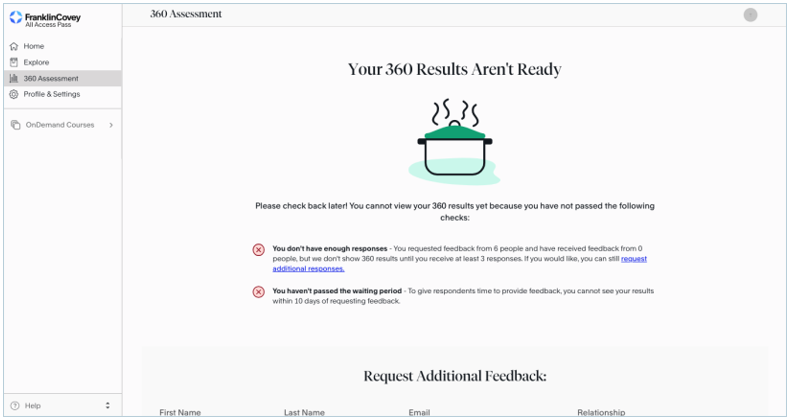 FranklinCovey
All Access Pass
360 Assessment
Home
Explore
360 Assessment
Profile & Settings
OnDemand Courses
Your 360 Results Aren't Ready
Please check back later! You cannot view your 360 results yet because you have not passed the following
checks:
You don't have enough responses - You requested feedback from 6 people and have received feedback from 0
people, but we don't show 360 results until you receive at least 3 responses. If you would like, you can still request
additional responses.
You haven't passed the waiting period - To give respondents time to provide feedback, you cannot see your results
within 10 days of requesting feedback.
Request Additional Feedback:
First Name Last Name Email Relationship
Help